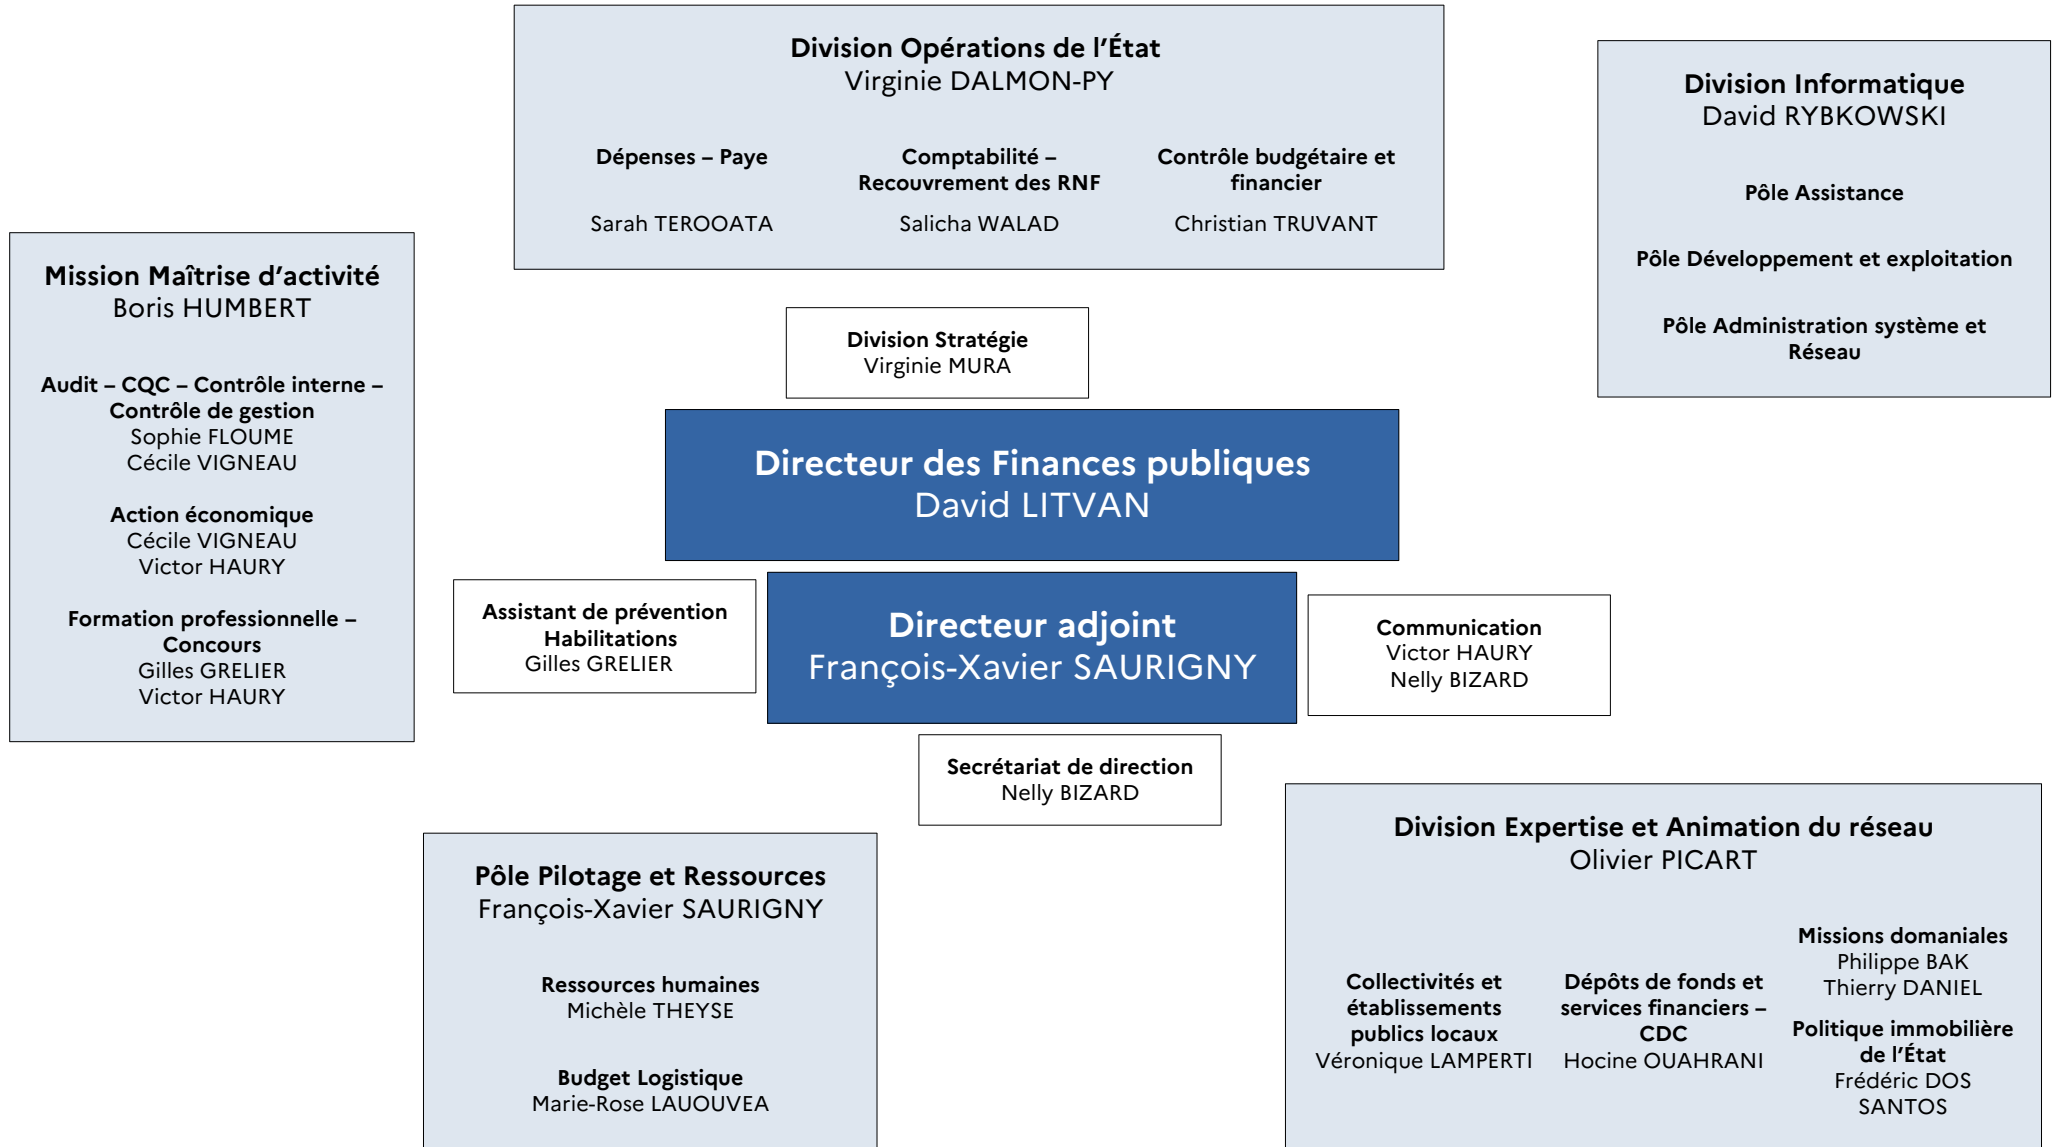 Division Opérations de l'État
Virginie DALMON-PY
Dépenses – Paye
Sarah TEROOATA
Comptabilité –
Recouvrement des RNF
Salicha WALAD
Contrôle budgétaire et
financier
Christian TRUVANT
Division Informatique
David RYBKOWSKI
Pôle Assistance
Pôle Développement et exploitation
Pôle Administration système et
Réseau
Mission Maîtrise d'activité
Boris HUMBERT
Audit – CQC – Contrôle interne –
Contrôle de gestion
Sophie FLOUME
Cécile VIGNEAU
Action économique
Cécile VIGNEAU
Victor HAURY
Formation professionnelle –
Concours
Gilles GRELIER
Victor HAURY
Division Stratégie
Virginie MURA
Directeur des Finances publiques
David LITVAN
Assistant de prévention
Habilitations
Gilles GRELIER
Directeur adjoint
François-Xavier SAURIGNY
Communication
Victor HAURY
Nelly BIZARD
Secrétariat de direction
Nelly BIZARD
Pôle Pilotage et Ressources
François-Xavier SAURIGNY
Ressources humaines
Michèle THEYSE
Budget Logistique
Marie-Rose LAUOUVEA
Division Expertise et Animation du réseau
Olivier PICART
Collectivités et
établissements
publics locaux
Véronique LAMPERTI
Dépôts de fonds et
services financiers –
CDC
Hocine OUAHRANI
Missions domaniales
Philippe BAK
Thierry DANIEL
Politique immobilière
de l'État
Frédéric DOS
SANTOS